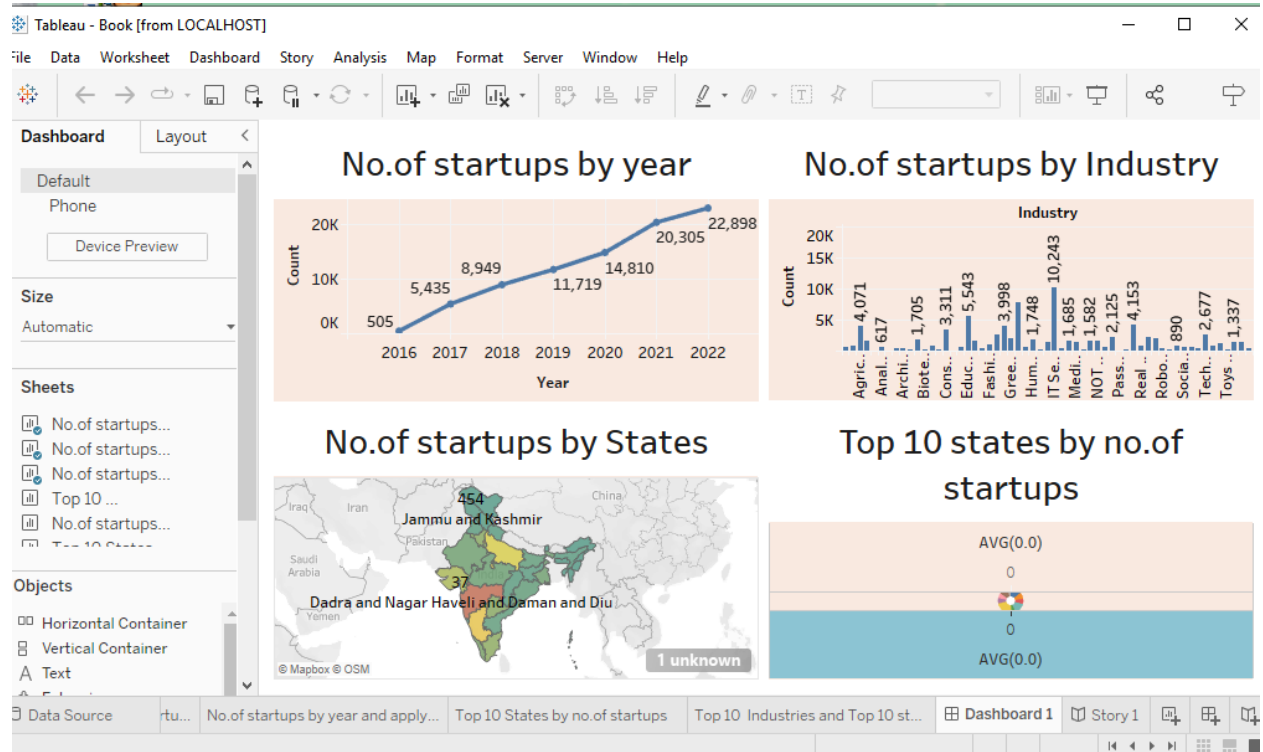 Tableau - Book [from LOCALHOST]
File Data Worksheet Dashboard Story Analysis Map Format Server Window Help
Dashboard Layout
Default
Phone
Device Preview
Size
Automatic
Sheets
No.of startups...
No.of startups...
No.of startups...
Top 10 ...
No.of startups...
Top 10 States
Objects
Horizontal Container
Vertical Container
A Text
No.of startups by year
20K
10K
0K
Count
505
5,435
8,949
11,719
14,810
20,305
22,898
2016 2017 2018 2019 2020 2021 2022
Year
No.of startups by Industry
Industry
20K
15K
10K
5K
Count
4,071
617
1,705
3,311
5,543
3,998
1,748
10,243
1,685
1,582
2,125
4,153
890
2,677
1,337
Agric..
Anal..
Archi..
Biote..
Cons..
Educ..
Fashi..
Gree..
Hum..
IT Se..
Medi..
NOT ..
Pass..
Real ..
Robo..
Socia..
Tech..
Toys ..
No.of startups by States
454
Jammu and Kashmir
Iraq
Iran
China
Pakistan
Saudi
Arabia
India
37
Dadra and Nagar Haveli and Daman and Diu
Yemen
1 unknown
© Mapbox © OSM
Top 10 states by no.of
startups
AVG(0.0)
0
0
AVG(0.0)
Data Source
rtu...
No.of startups by year and apply...
Top 10 States by no.of startups
Top 10 Industries and Top 10 st...
Dashboard 1
Story 1